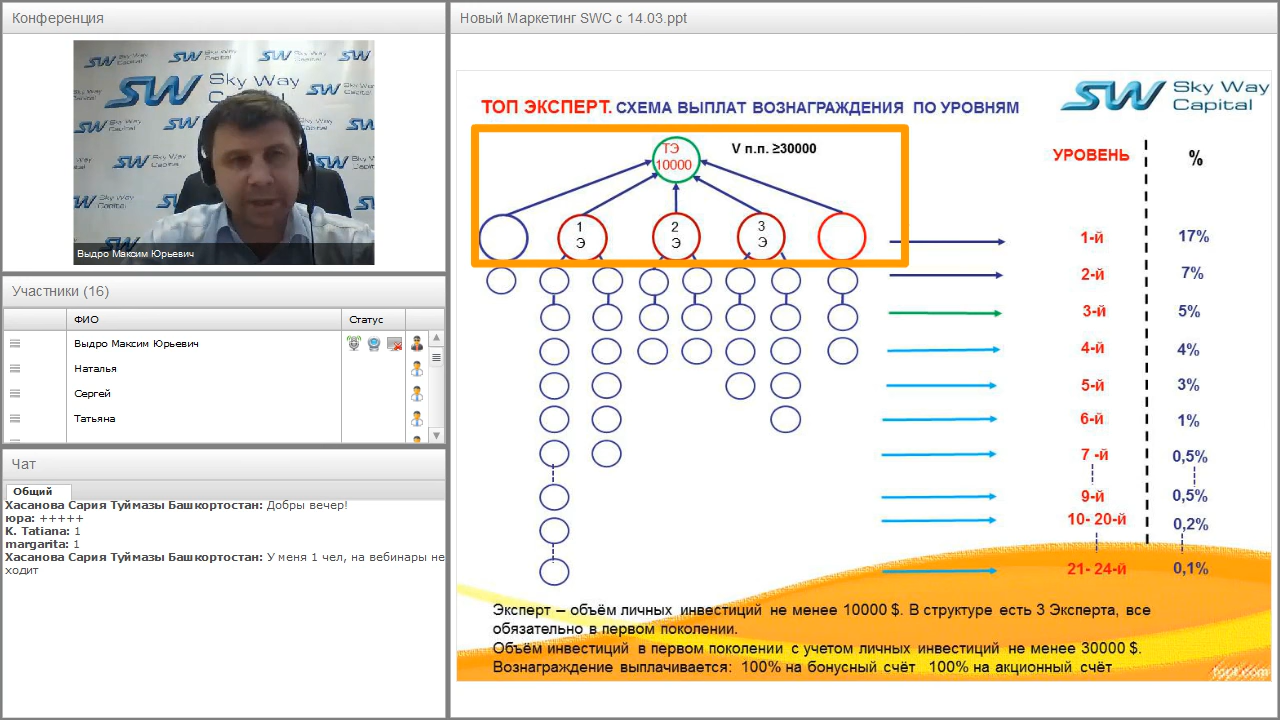 Конференция
SW Sky Way Capital
Выдро Максим Юрьевич
Участники (16)
ФИО
Статус
Выдро Максим Юрьевич
Наталья
Сергей
Татьяна
Чат
Общий
Хасанова Сария Туймазы Башкортостан: Добры вечер!
юра: +++++
K. Tatiana: 1
margarita: 1
Хасанова Сария Туймазы Башкортостан: У меня 1 чел, на вебинары не
ходит
Новый Маркетинг SWC с 14.03.ppt
SW Sky Way
Capital
ТОП ЭКСПЕРТ. СХЕМА ВЫПЛАТ ВОЗНАГРАЖДЕНИЯ ПО УРОВНЯМ
ТЭ
10000
V п.п. ≥30000
УРОВЕНЬ %
1
Э
2
Э
3
Э
1-й 17%
2-й 7%
3-й 5%
4-й 4%
5-й 3%
6-й 1%
7 -й 0,5%
9-й 0,5%
10- 20-й 0,2%
21- 24-й 0,1%
Эксперт – объём личных инвестиций не менее 10000 $. В структуре есть 3 Эксперта, все
обязательно в первом поколении.
Объём инвестиций в первом поколении с учетом личных инвестиций не менее 30000 $.
Вознаграждение выплачивается: 100% на бонусный счёт 100% на акционный счёт
fppt.com